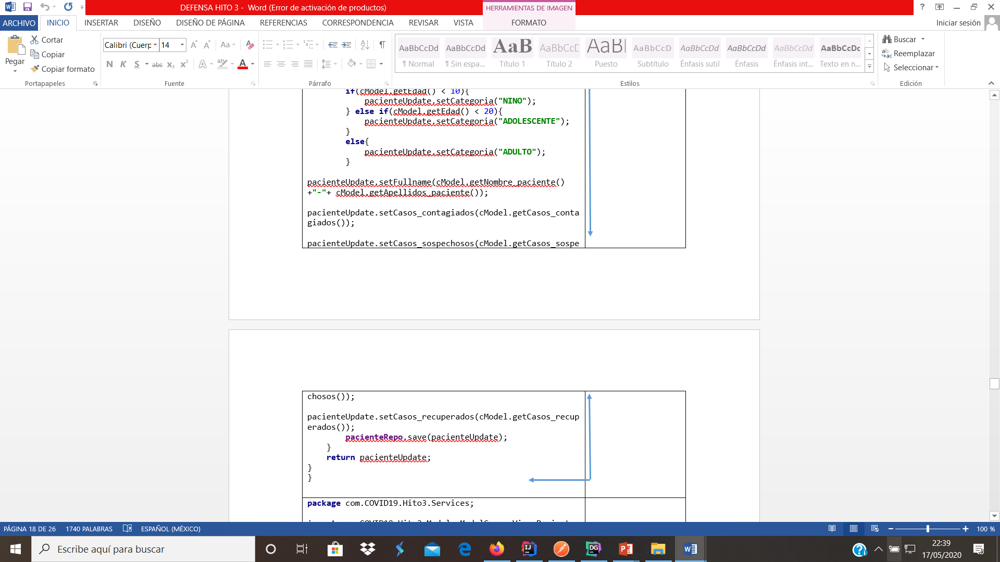 DEFENSA HITO 3 -  Word (Error de activación de productos)
HERRAMIENTAS DE IMAGEN
ARCHIVO INICIO INSERTAR DISEÑO DISEÑO DE PÁGINA REFERENCIAS CORRESPONDENCIA REVISAR VISTA FORMATO Iniciar sesión
Pegar
Cortar
Copiar
Copiar formato
Portapapeles
Calibri (Cuerp 14
Fuente
Párrafo
AaBbCcDd AaBbCcDd AaB AaBbCcD AaB AaBbCcD AaBbCcDd AaBbCcDd AaBbCcDd AaBbCcDc
¶ Normal ¶ Sin espa... Título 1 Título 2 Puesto Subtítulo Énfasis sutil Énfasis Énfasis int... Texto en n...
Estilos
Buscar
Reemplazar
Seleccionar
Edición
if(cModel.getEdad() < 10){
pacienteUpdate.setCategoria("NINO");
} else if(cModel.getEdad() < 20){
pacienteUpdate.setCategoria("ADOLESCENTE");
}
else{
pacienteUpdate.setCategoria("ADULTO");
}
pacienteUpdate.setFullname(cModel.getNombre_paciente()
+"-"+ cModel.getApellidos_paciente());
pacienteUpdate.setCasos_contagiados(cModel.getCasos_conta
giados());
pacienteUpdate.setCasos_sospechosos(cModel.getCasos_sospe
chosos());
pacienteUpdate.setCasos_recuperados(cModel.getCasos_recup
erados());
pacienteRepo.save(pacienteUpdate);
}
return pacienteUpdate;
}
}
package com.COVID19.Hito3.Services;
PÁGINA 18 DE 26 1740 PALABRAS ESPAÑOL (MÉXICO) 100 %
Escribe aquí para buscar
22:39
17/05/2020